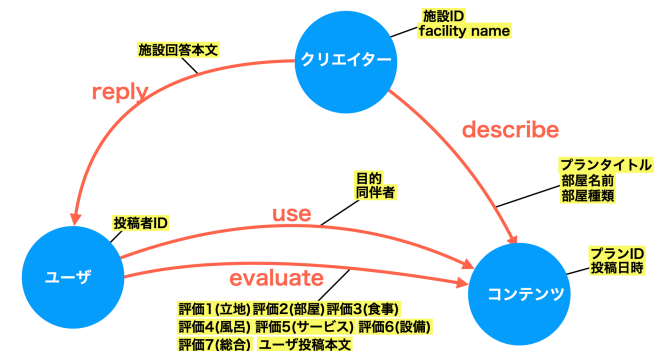 施設ID
facility name
クリエイター
施設回答本文
reply
describe
プランタイトル
部屋名前
部屋種類
目的
同伴者
投稿者ID
use
ユーザ
evaluate
プランID
投稿日時
コンテンツ
評価1(立地) 評価2(部屋) 評価3(食事)
評価4(風呂) 評価5(サービス) 評価6(設備)
評価7(総合) ユーザ投稿本文